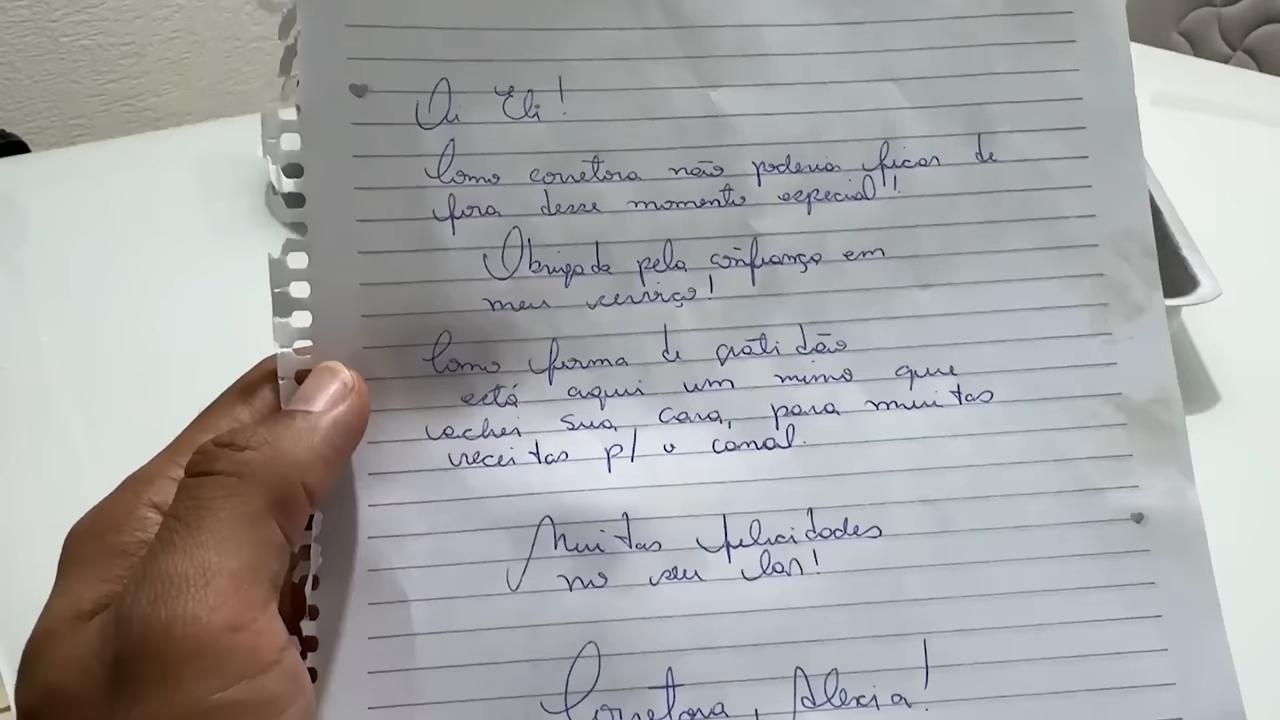 Oi Eli!
Como corretora não poderia ficar de
fora desse momento especial!!
Obrigada pela confiança em
meu serviço!
Como forma de gratidão
está aqui um mimo que
achei sua cara, para muitas
receitas p/ o canal.
Muitas felicidades
no seu lar!
Corretora, Alexia!